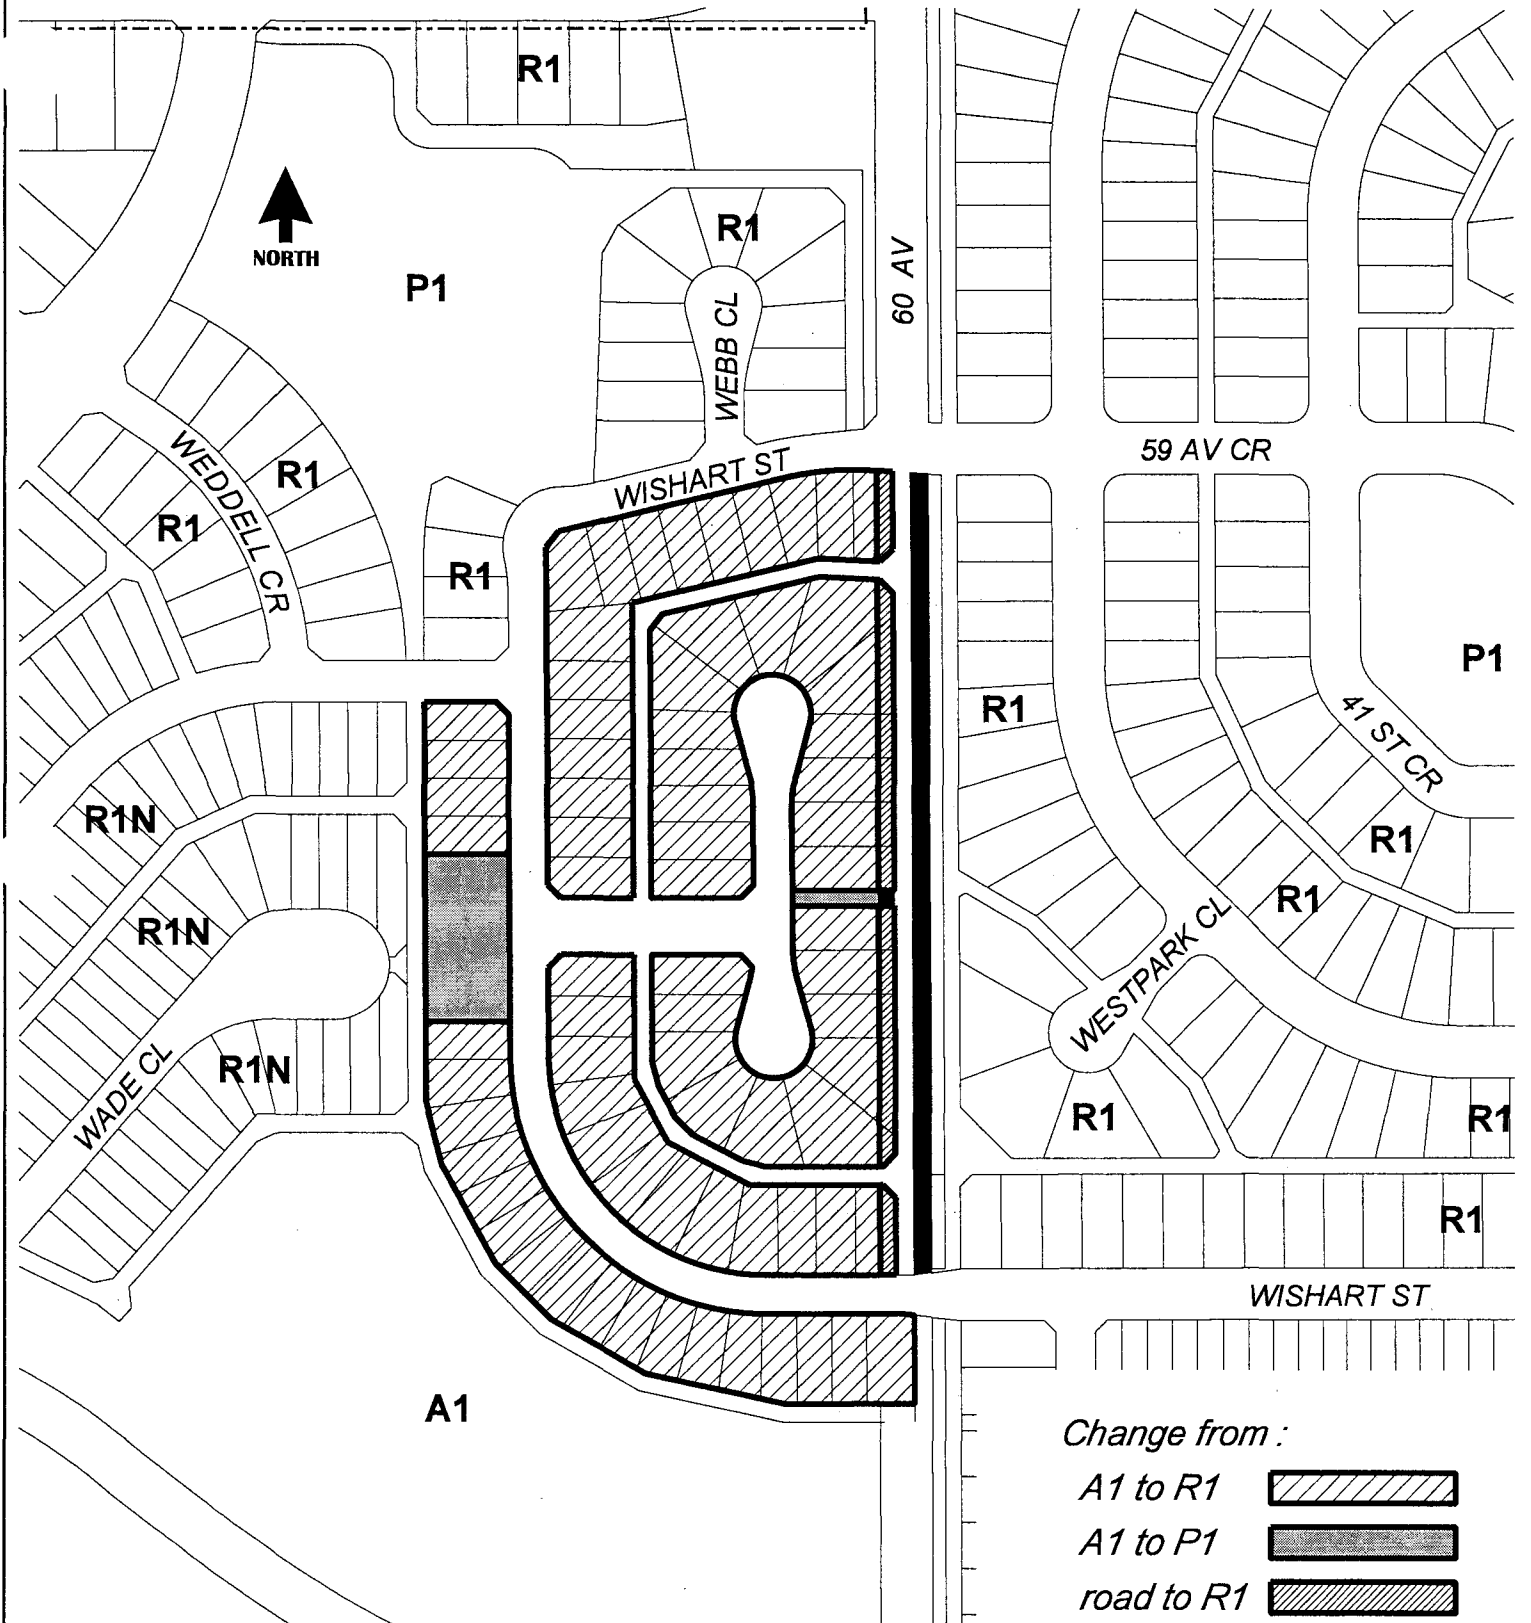 R1
R1
NORTH
P1
60 AV
WEBB CL
59 AV CR
WISHART ST
WEDDELL CR
R1
R1
R1
P1
R1
41 ST CR
R1N
R1
R1
R1N
WESTPARK CL
R1N
WADE CL
R1
R1
R1
WISHART ST
A1
Change from :
A1 to R1
A1 to P1
road to R1